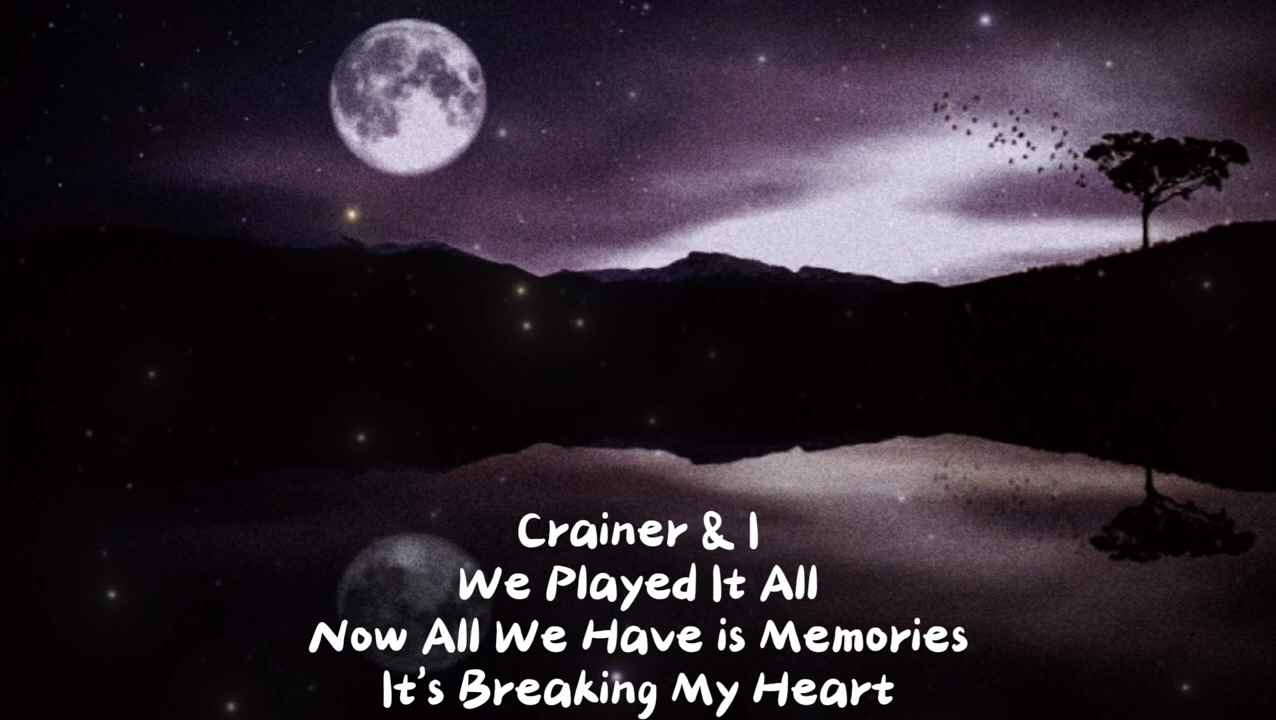 Crainer & I
We Played It All
Now All We Have is Memories
It's Breaking My Heart